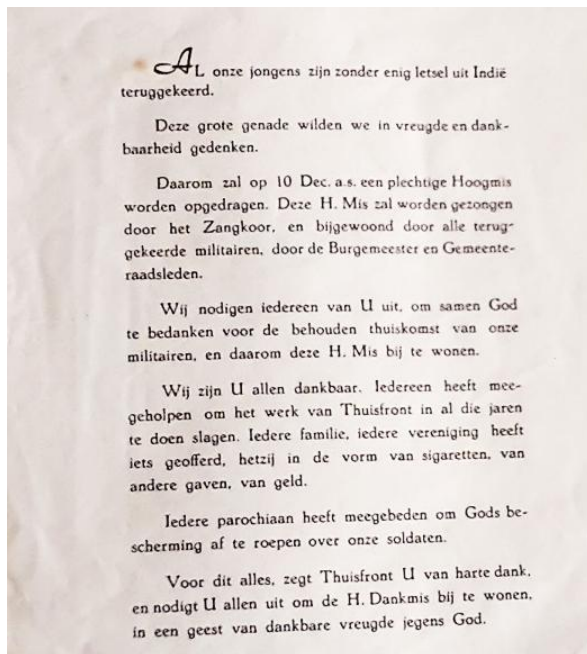 AL onze jongens zijn zonder enig letsel uit Indië
teruggekeerd.
Deze grote genade wilden we in vreugde en dank-
baarheid gedenken.
Daarom zal op 10 Dec. a.s. een plechtige Hoogmis
worden opgedragen. Deze H. Mis zal worden gezongen
door het Zangkoor, en bijgewoond door alle terug-
gekeerde militairen, door de Burgemeester en Gemeente-
raadsleden.
Wij nodigen iedereen van U uit, om samen God
te bedanken voor de behouden thuiskomst van onze
militairen, en daarom deze H. Mis bij te wonen.
Wij zijn U allen dankbaar. Iedereen heeft mee-
geholpen om het werk van Thuisfront in al die jaren
te doen slagen. Iedere familie, iedere vereniging heeft
iets geofferd, hetzij in de vorm van sigaretten, van
andere gaven, van geld.
Iedere parochiaan heeft meegebeden om Gods be-
scherming af te roepen over onze soldaten.
Voor dit alles, zegt Thuisfront U van harte dank,
en nodigt U allen uit om de H. Dankmis bij te wonen,
in een geest van dankbare vreugde jegens God.